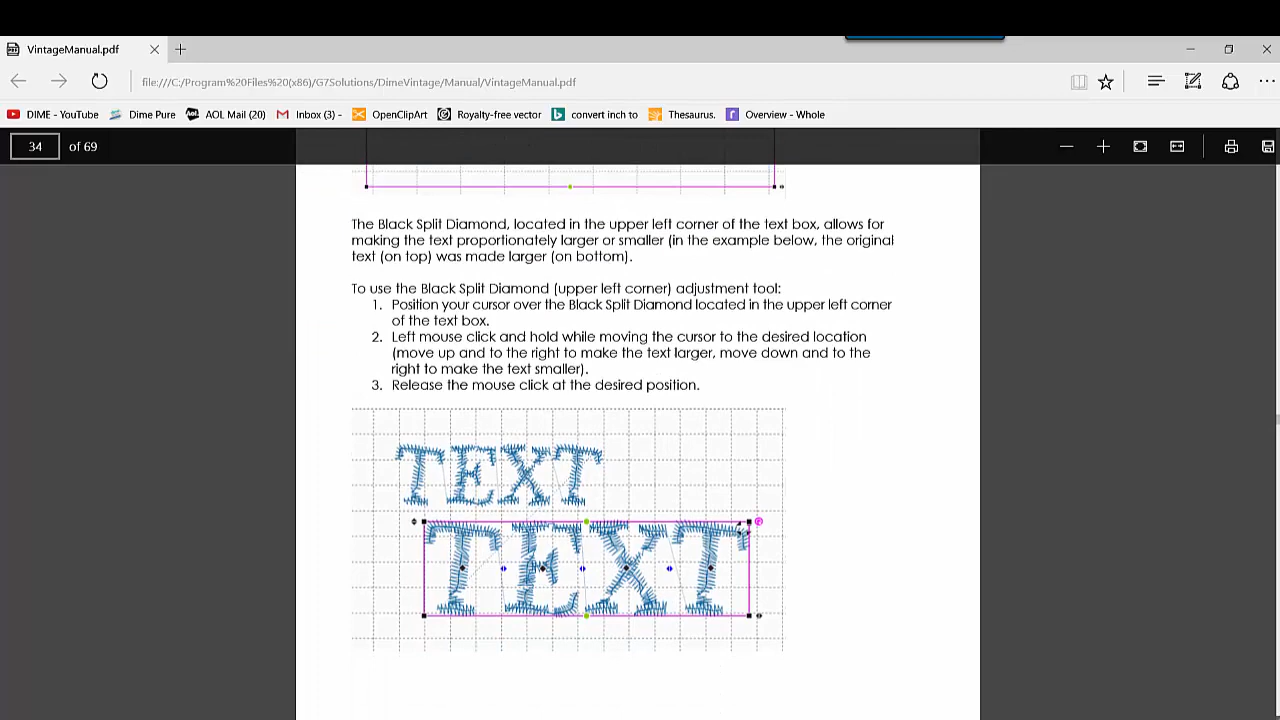 VintageManual.pdf
file:///C:/Program%20Files%20(x86)/G7Solutions/DimeVintage/Manual/VintageManual.pdf
DIME - YouTube Dime Pure AOL Mail (20) Inbox (3) - OpenClipArt Royalty-free vector convert inch to Thesaurus. Overview - Whole
34 of 69
The Black Split Diamond, located in the upper left corner of the text box, allows for
making the text proportionately larger or smaller (in the example below, the original
text (on top) was made larger (on bottom).
To use the Black Split Diamond (upper left corner) adjustment tool:
1. Position your cursor over the Black Split Diamond located in the upper left corner
of the text box.
2. Left mouse click and hold while moving the cursor to the desired location
(move up and to the right to make the text larger, move down and to the
right to make the text smaller).
3. Release the mouse click at the desired position.
TEXT
TEXT